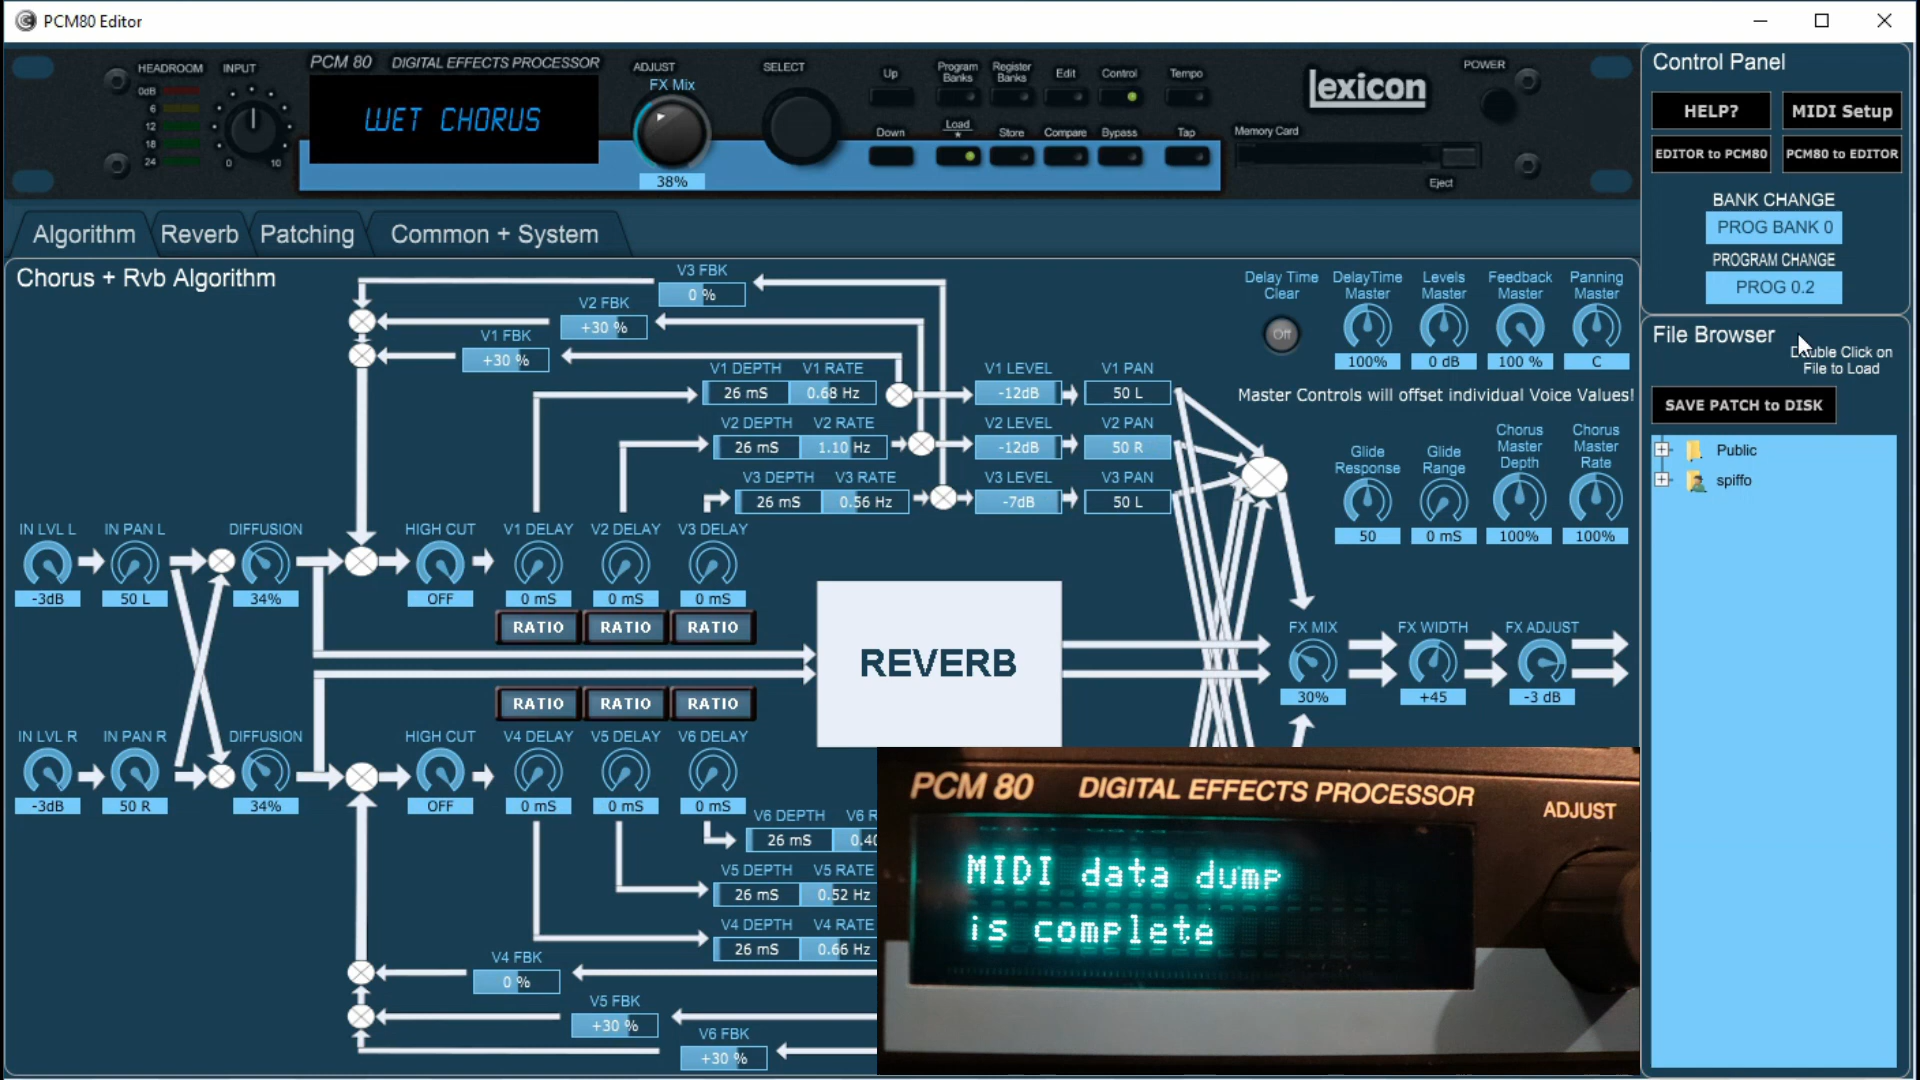 PCM80 Editor
HEADROOM
0dB
6
12
18
24
INPUT
0 10
PCM 80 DIGITAL EFFECTS PROCESSOR
WET CHORUS
ADJUST
FX Mix
38%
SELECT
Up
Program Banks
Register Banks
Edit
Control
Tempo
Down
Load
*
Store
Compare
Bypass
Tap
lexicon
Memory Card
Eject
POWER
Algorithm
Reverb
Patching
Common + System
Chorus + Rvb Algorithm
V3 FBK
0 %
V2 FBK
+30 %
V1 FBK
+30 %
V1 DEPTH V1 RATE V1 LEVEL V1 PAN
26 mS 0.68 Hz -12dB 50 L
V2 DEPTH V2 RATE V2 LEVEL V2 PAN
26 mS 1.10 Hz -12dB 50 R
V3 DEPTH V3 RATE V3 LEVEL V3 PAN
26 mS 0.56 Hz -7dB 50 L
Delay Time Clear
Off
DelayTime Master
100%
Levels Master
0 dB
Feedback Master
100 %
Panning Master
C
Master Controls will offset individual Voice Values!
Glide Response
50
Glide Range
0 mS
Chorus Master Depth
100%
Chorus Master Rate
100%
IN LVL L IN PAN L DIFFUSION HIGH CUT V1 DELAY V2 DELAY V3 DELAY
-3dB 50 L 34% OFF 0 mS 0 mS 0 mS
RATIO RATIO RATIO
REVERB
FX MIX FX WIDTH FX ADJUST
30% +45 -3 dB
RATIO RATIO RATIO
IN LVL R IN PAN R DIFFUSION HIGH CUT V4 DELAY V5 DELAY V6 DELAY
-3dB 50 R 34% OFF 0 mS 0 mS 0 mS
V6 DEPTH V6 R
26 mS 0.40
V5 DEPTH V5 RATE
26 mS 0.52 Hz
V4 DEPTH V4 RATE
26 mS 0.66 Hz
V4 FBK
0 %
V5 FBK
+30 %
V6 FBK
+30 %
PCM 80 DIGITAL EFFECTS PROCESSOR
ADJUST
MIDI data dump
is complete
Control Panel
HELP? MIDI Setup
EDITOR to PCM80 PCM80 to EDITOR
BANK CHANGE
PROG BANK 0
PROGRAM CHANGE
PROG 0.2
File Browser
Double Click on
File to Load
SAVE PATCH to DISK
Public
spiffo